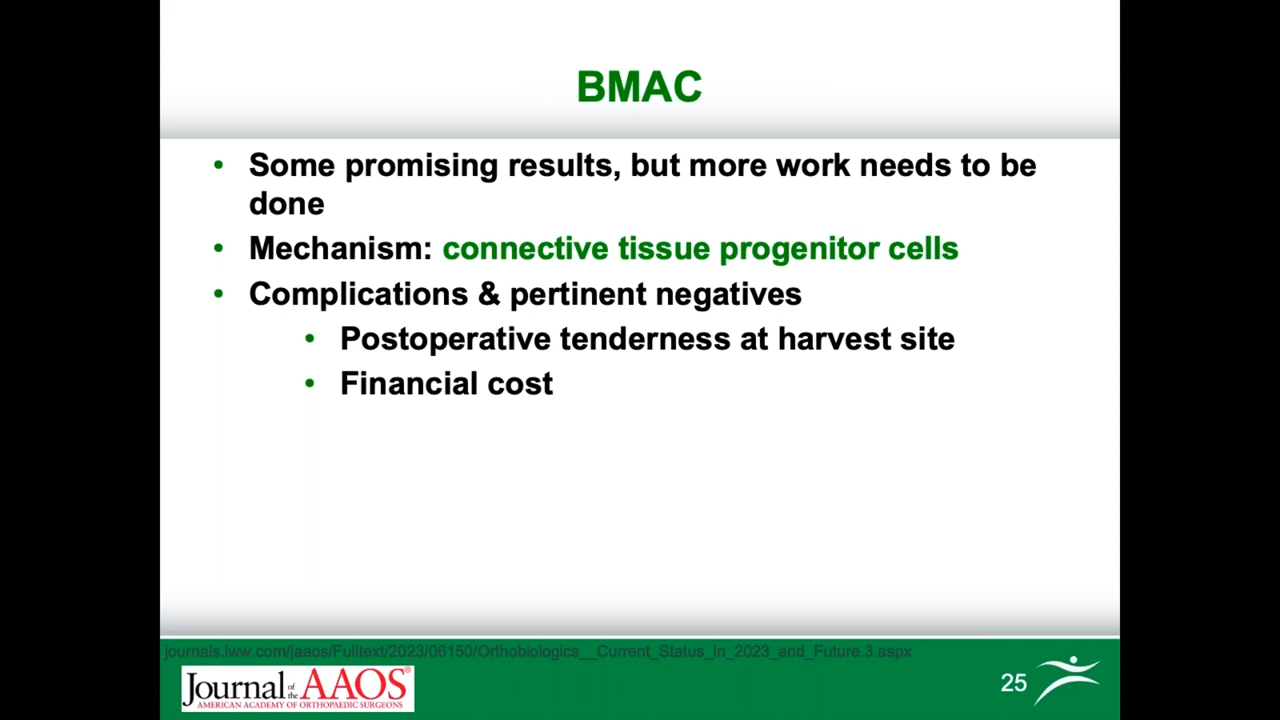 BMAC
• Some promising results, but more work needs to be
done
• Mechanism: connective tissue progenitor cells
• Complications & pertinent negatives
• Postoperative tenderness at harvest site
• Financial cost
journals.lww.com/jaaos/Fulltext/2023/06150/Orthobiologics__Current_Status_in_2023_and_Future.3.aspx
Journal of the AAOS®
AMERICAN ACADEMY OF ORTHOPAEDIC SURGEONS
25